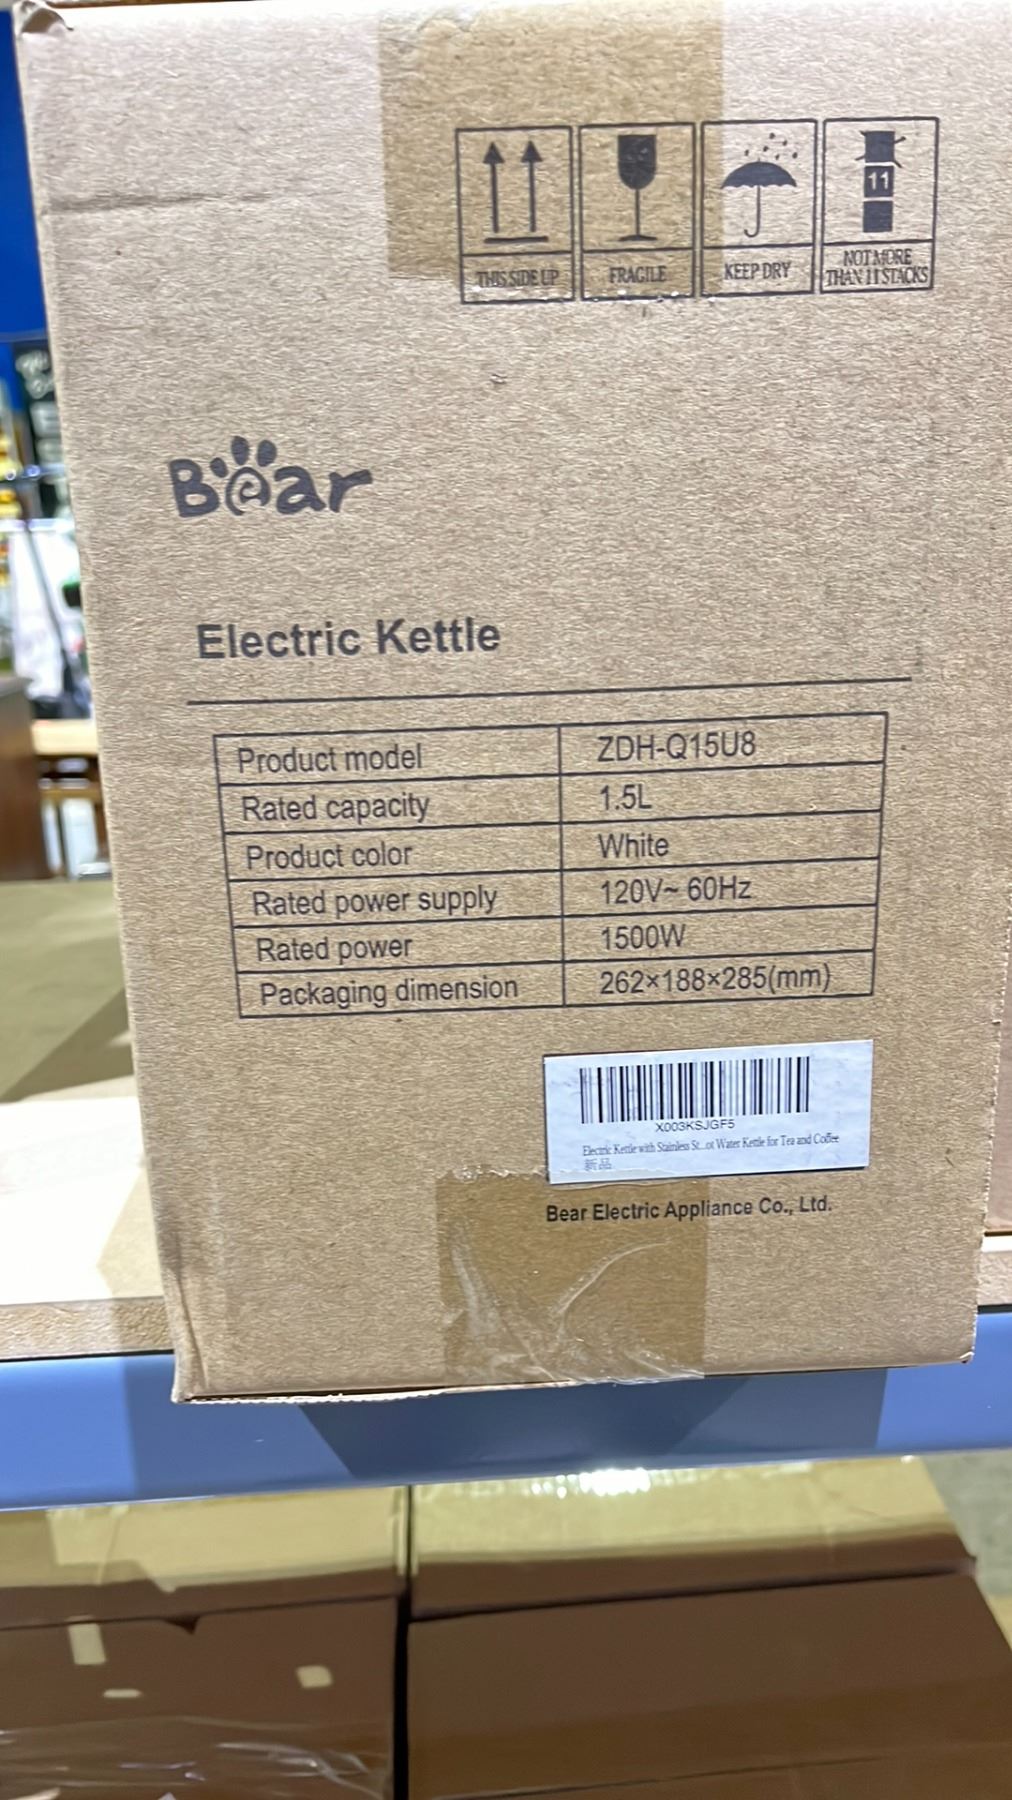 THIS SIDE UP
FRAGILE
KEEP DRY
11
NOT MORE
THAN 11 STACKS
Bear
Electric Kettle
Product model ZDH-Q15U8
Rated capacity 1.5L
Product color White
Rated power supply 120V~ 60Hz
Rated power 1500W
Packaging dimension 262×188×285(mm)
X003KSJGF5
Electric Kettle with Stainless St...ot Water Kettle for Tea and Coffee
新品
Bear Electric Appliance Co., Ltd.